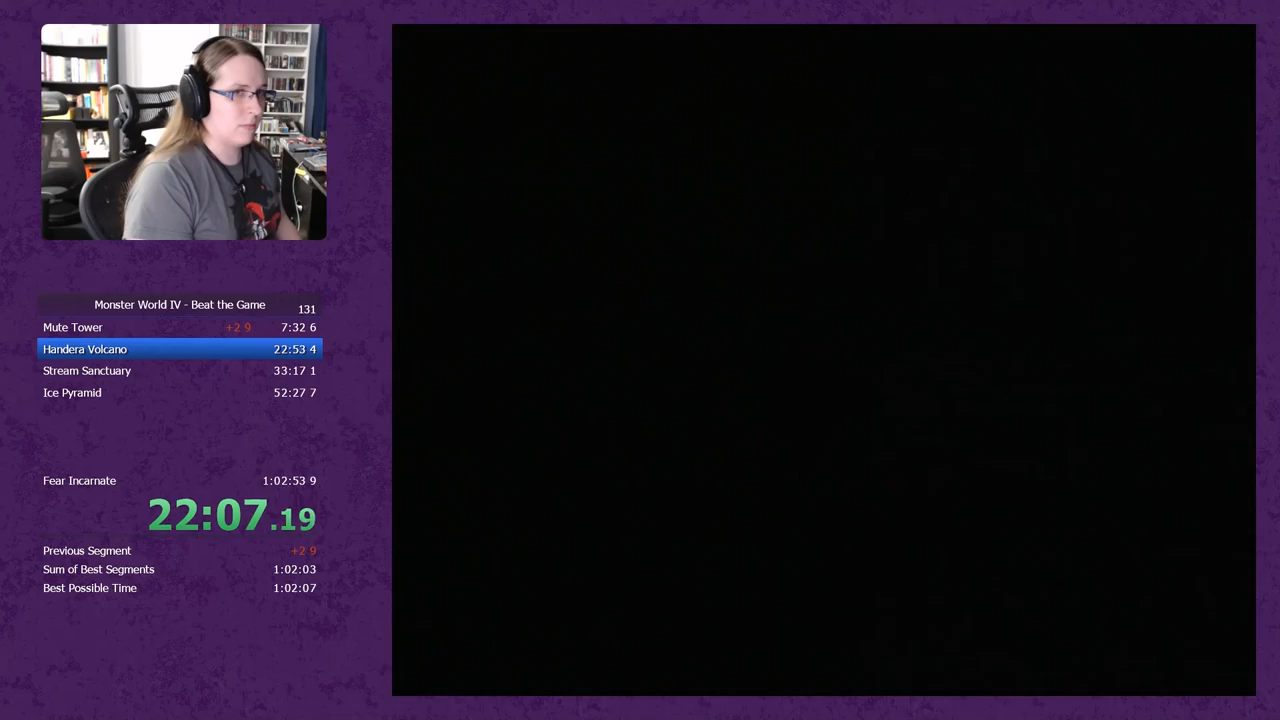 Monster World IV - Beat the Game
131
Mute Tower +2 9 7:32 6
Handera Volcano 22:53 4
Stream Sanctuary 33:17 1
Ice Pyramid 52:27 7
Fear Incarnate 1:02:53 9
22:07.19
Previous Segment +2 9
Sum of Best Segments 1:02:03
Best Possible Time 1:02:07